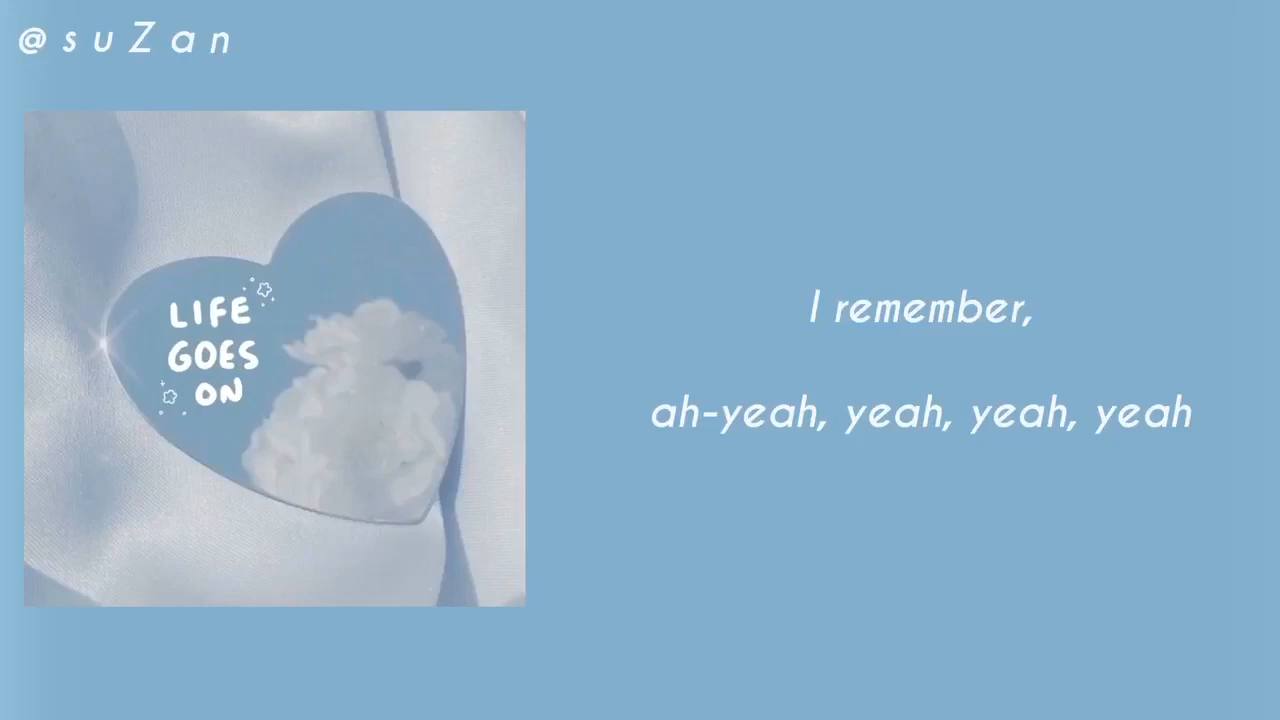 @suZan
LIFE
GOES
ON
I remember,
ah-yeah, yeah, yeah, yeah